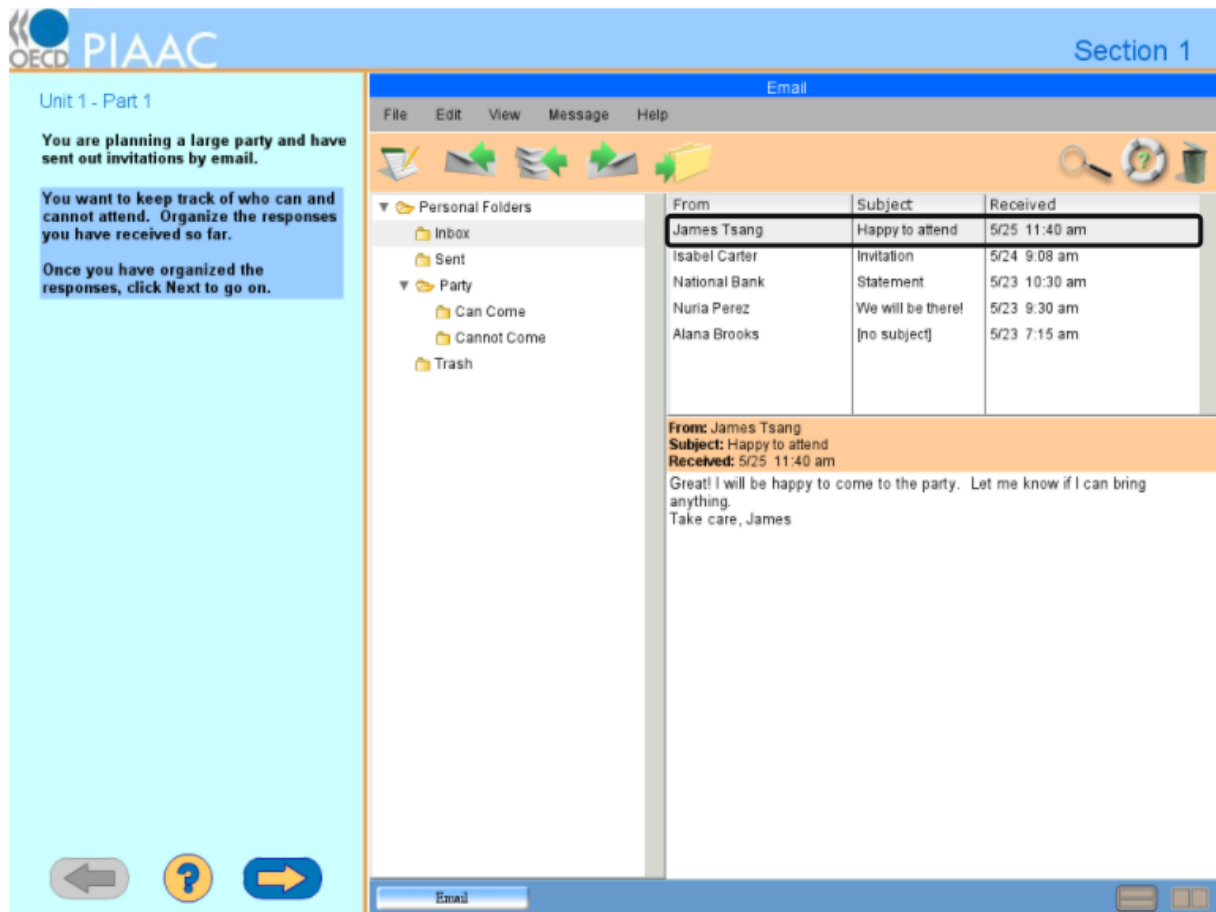 OECD PIAAC
Section 1
Unit 1 - Part 1
You are planning a large party and have
sent out invitations by email.
You want to keep track of who can and
cannot attend. Organize the responses
you have received so far.
Once you have organized the
responses, click Next to go on.
Email
File Edit View Message Help
Personal Folders
Inbox
Sent
Party
Can Come
Cannot Come
Trash
From Subject Received
James Tsang Happy to attend 5/25 11:40 am
Isabel Carter Invitation 5/24 9:08 am
National Bank Statement 5/23 10:30 am
Nuria Perez We will be there! 5/23 9:30 am
Alana Brooks [no subject] 5/23 7:15 am
From: James Tsang
Subject: Happy to attend
Received: 5/25 11:40 am
Great! I will be happy to come to the party. Let me know if I can bring
anything.
Take care, James
?
?
Email